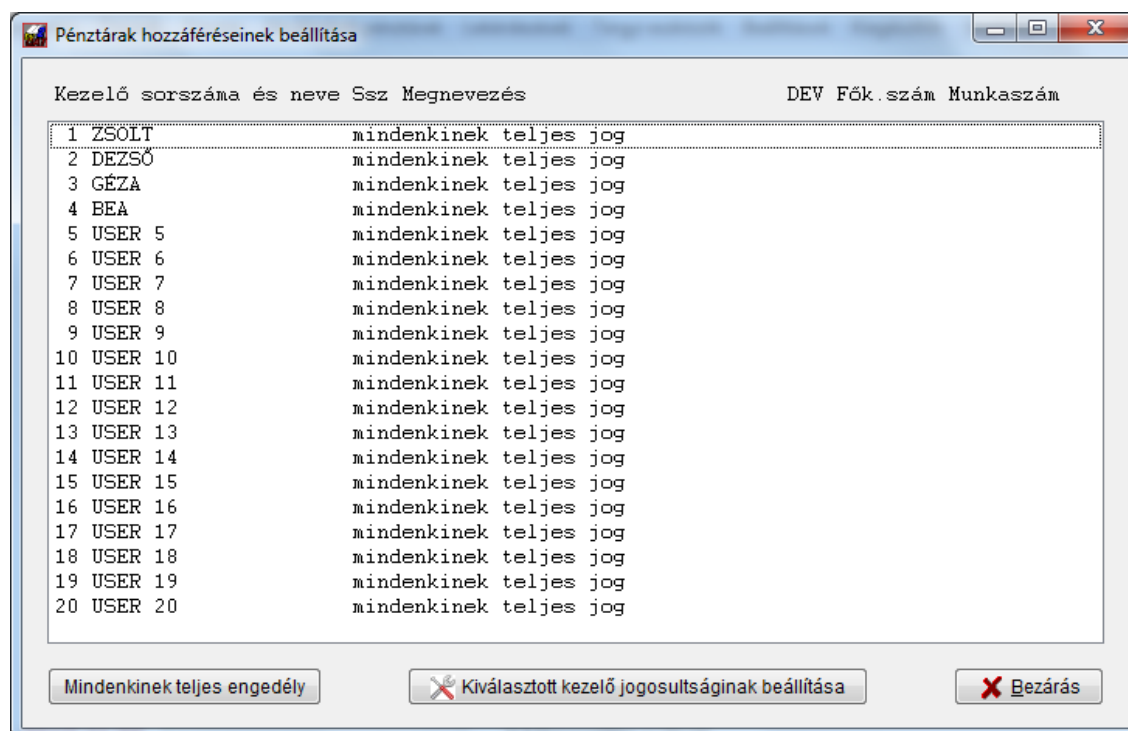 Pénztárak hozzáféréseinek beállítása
Kezelő sorszáma és neve Ssz Megnevezés DEV Fők.szám Munkaszám
1 ZSOLT mindenkinek teljes jog
2 DEZSŐ mindenkinek teljes jog
3 GÉZA mindenkinek teljes jog
4 BEA mindenkinek teljes jog
5 USER 5 mindenkinek teljes jog
6 USER 6 mindenkinek teljes jog
7 USER 7 mindenkinek teljes jog
8 USER 8 mindenkinek teljes jog
9 USER 9 mindenkinek teljes jog
10 USER 10 mindenkinek teljes jog
11 USER 11 mindenkinek teljes jog
12 USER 12 mindenkinek teljes jog
13 USER 13 mindenkinek teljes jog
14 USER 14 mindenkinek teljes jog
15 USER 15 mindenkinek teljes jog
16 USER 16 mindenkinek teljes jog
17 USER 17 mindenkinek teljes jog
18 USER 18 mindenkinek teljes jog
19 USER 19 mindenkinek teljes jog
20 USER 20 mindenkinek teljes jog
Mindenkinek teljes engedély Kiválasztott kezelő jogosultságinak beállítása Bezárás